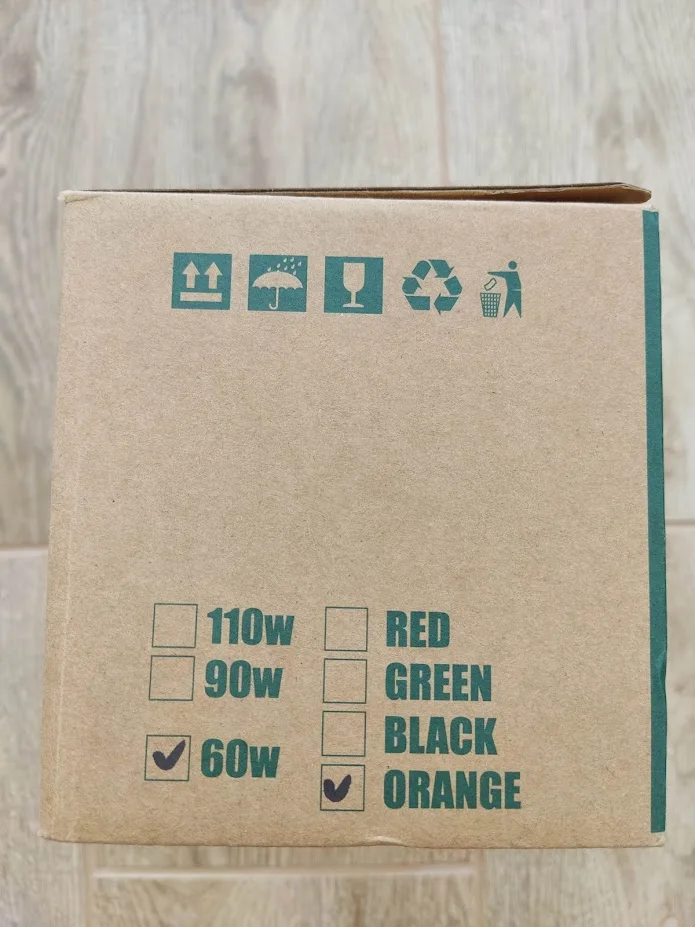 110w
RED
90w
GREEN
BLACK
60w
ORANGE